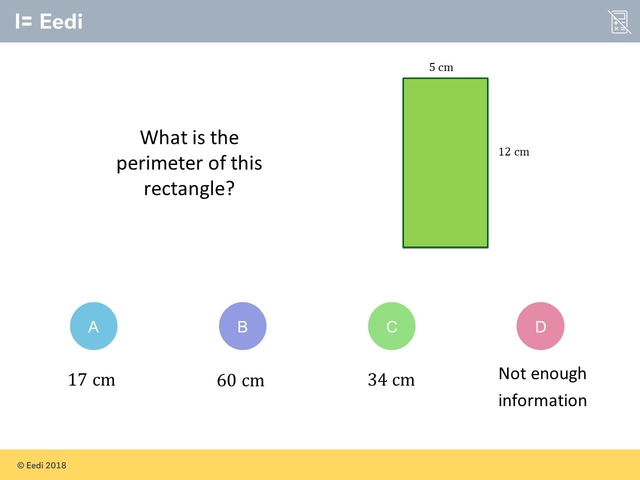 I= Eedi
5 cm
What is the
perimeter of this
rectangle?
12 cm
A
B
C
D
17 cm
60 cm
34 cm
Not enough
information
© Eedi 2018